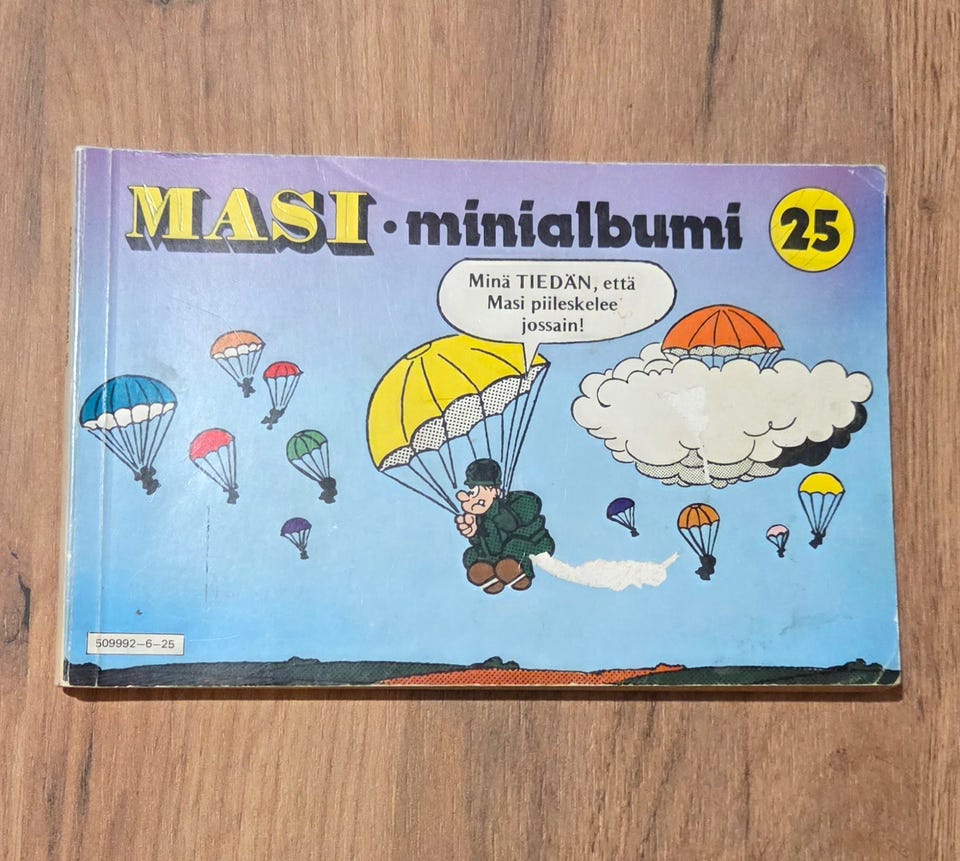 MASI • minialbumi 25
Minä TIEDÄN, että
Masi piileskelee
jossain!
509992-6-25